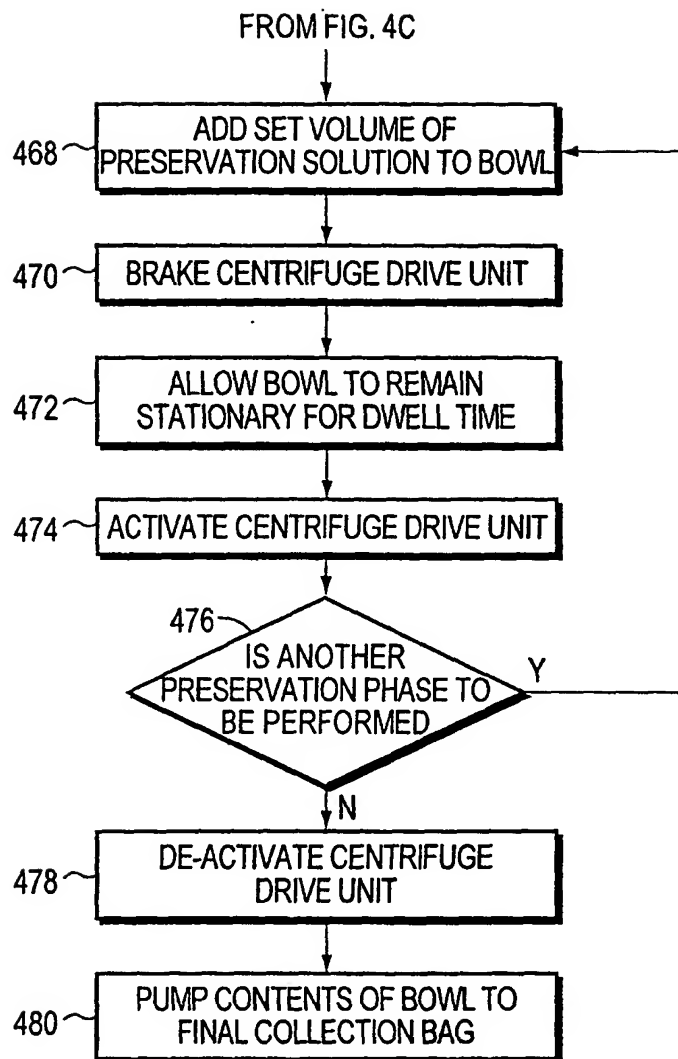 FROM FIG. 4C
468
ADD SET VOLUME OF
PRESERVATION SOLUTION TO BOWL
470
BRAKE CENTRIFUGE DRIVE UNIT
472
ALLOW BOWL TO REMAIN
STATIONARY FOR DWELL TIME
474
ACTIVATE CENTRIFUGE DRIVE UNIT
476
IS ANOTHER
PRESERVATION PHASE TO
BE PERFORMED
Y
N
478
DE-ACTIVATE CENTRIFUGE
DRIVE UNIT
480
PUMP CONTENTS OF BOWL TO
FINAL COLLECTION BAG